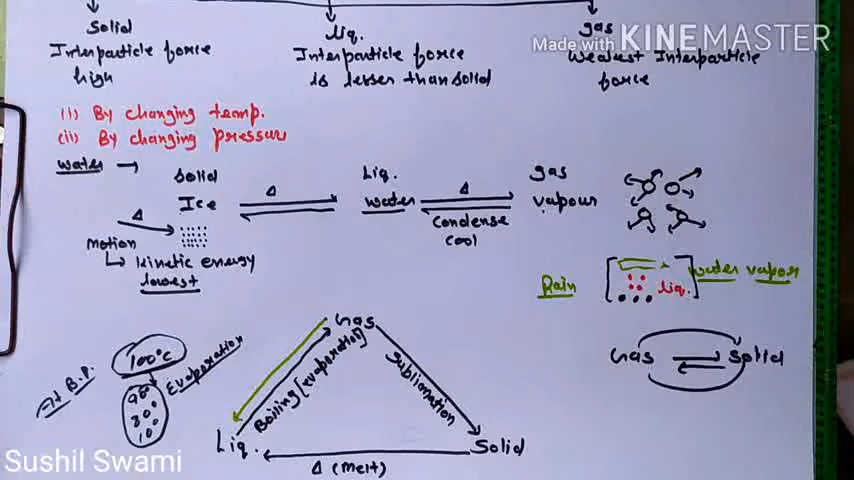 Solid
Interparticle force
high
Liq.
Interparticle force
is lesser than solid
gas
Weakest Interparticle
force
Made with KINEMASTER
(i) By changing temp.
(ii) By changing pressure
water →
Solid
Ice
Δ
Liq.
water
Δ
Condense
cool
gas
vapour
Δ
Motion
↳ kinetic energy
lowest
Rain
water vapor
liq.
100°C
At B.P.
Evaporation
90°
80°
10°
Gas
Boiling [evaporation]
Sublimation
Liq.
Solid
Δ (melt)
Gas
Solid
Sushil Swami